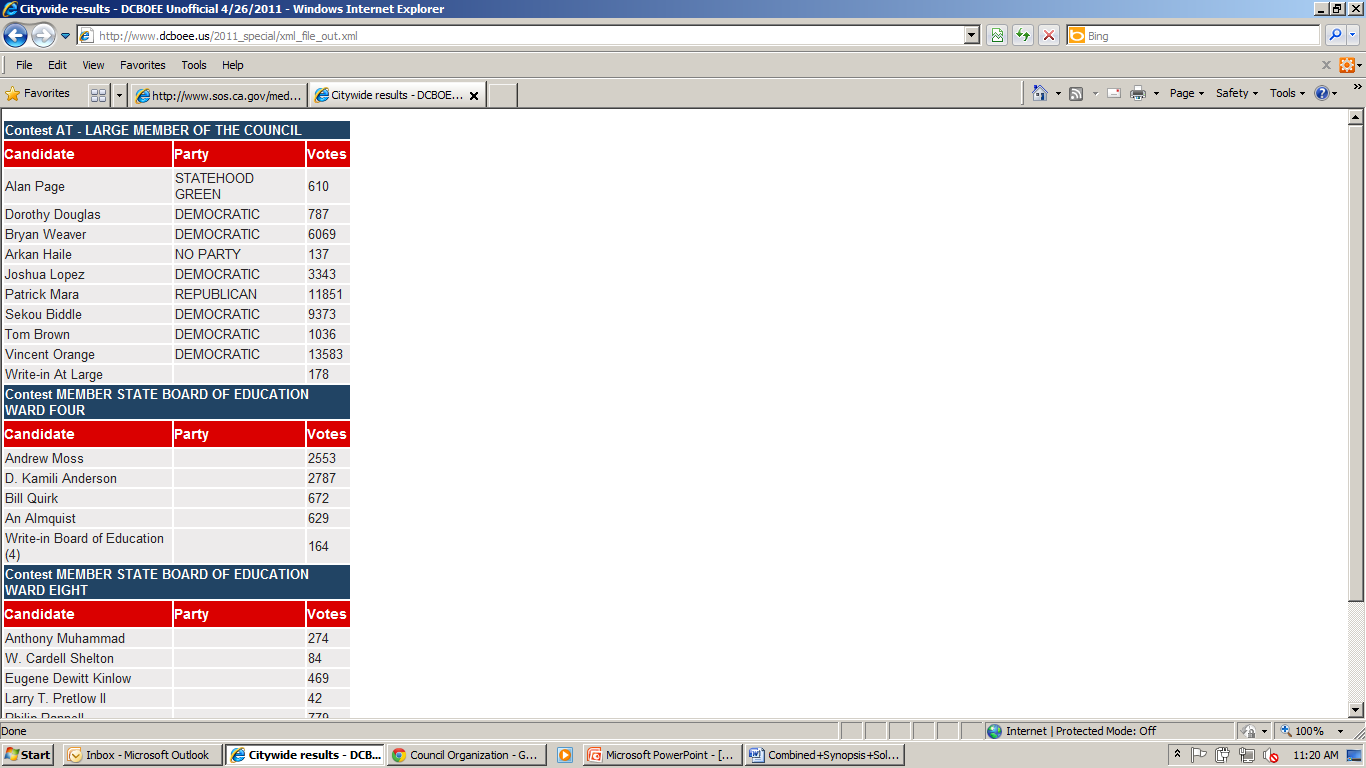 Citywide results - DCBOEE Unofficial 4/26/2011 - Windows Internet Explorer
http://www.dcboee.us/2011_special/xml_file_out.xml
Bing
File Edit View Favorites Tools Help
Favorites
http://www.sos.ca.gov/med...
Citywide results - DCBOE...
Page Safety Tools
Contest AT - LARGE MEMBER OF THE COUNCIL
Candidate Party Votes
Alan Page STATEHOOD GREEN 610
Dorothy Douglas DEMOCRATIC 787
Bryan Weaver DEMOCRATIC 6069
Arkan Haile NO PARTY 137
Joshua Lopez DEMOCRATIC 3343
Patrick Mara REPUBLICAN 11851
Sekou Biddle DEMOCRATIC 9373
Tom Brown DEMOCRATIC 1036
Vincent Orange DEMOCRATIC 13583
Write-in At Large 178
Contest MEMBER STATE BOARD OF EDUCATION
WARD FOUR
Candidate Party Votes
Andrew Moss 2553
D. Kamili Anderson 2787
Bill Quirk 672
An Almquist 629
Write-in Board of Education
(4) 164
Contest MEMBER STATE BOARD OF EDUCATION
WARD EIGHT
Candidate Party Votes
Anthony Muhammad 274
W. Cardell Shelton 84
Eugene Dewitt Kinlow 469
Larry T. Pretlow II 42
Philip Pannell 779
Done
Internet | Protected Mode: Off
100%
Start
Inbox - Microsoft Outlook
Citywide results - DCB...
Council Organization - G...
Microsoft PowerPoint - [...
Combined+Synopsis+Sol...
11:20 AM